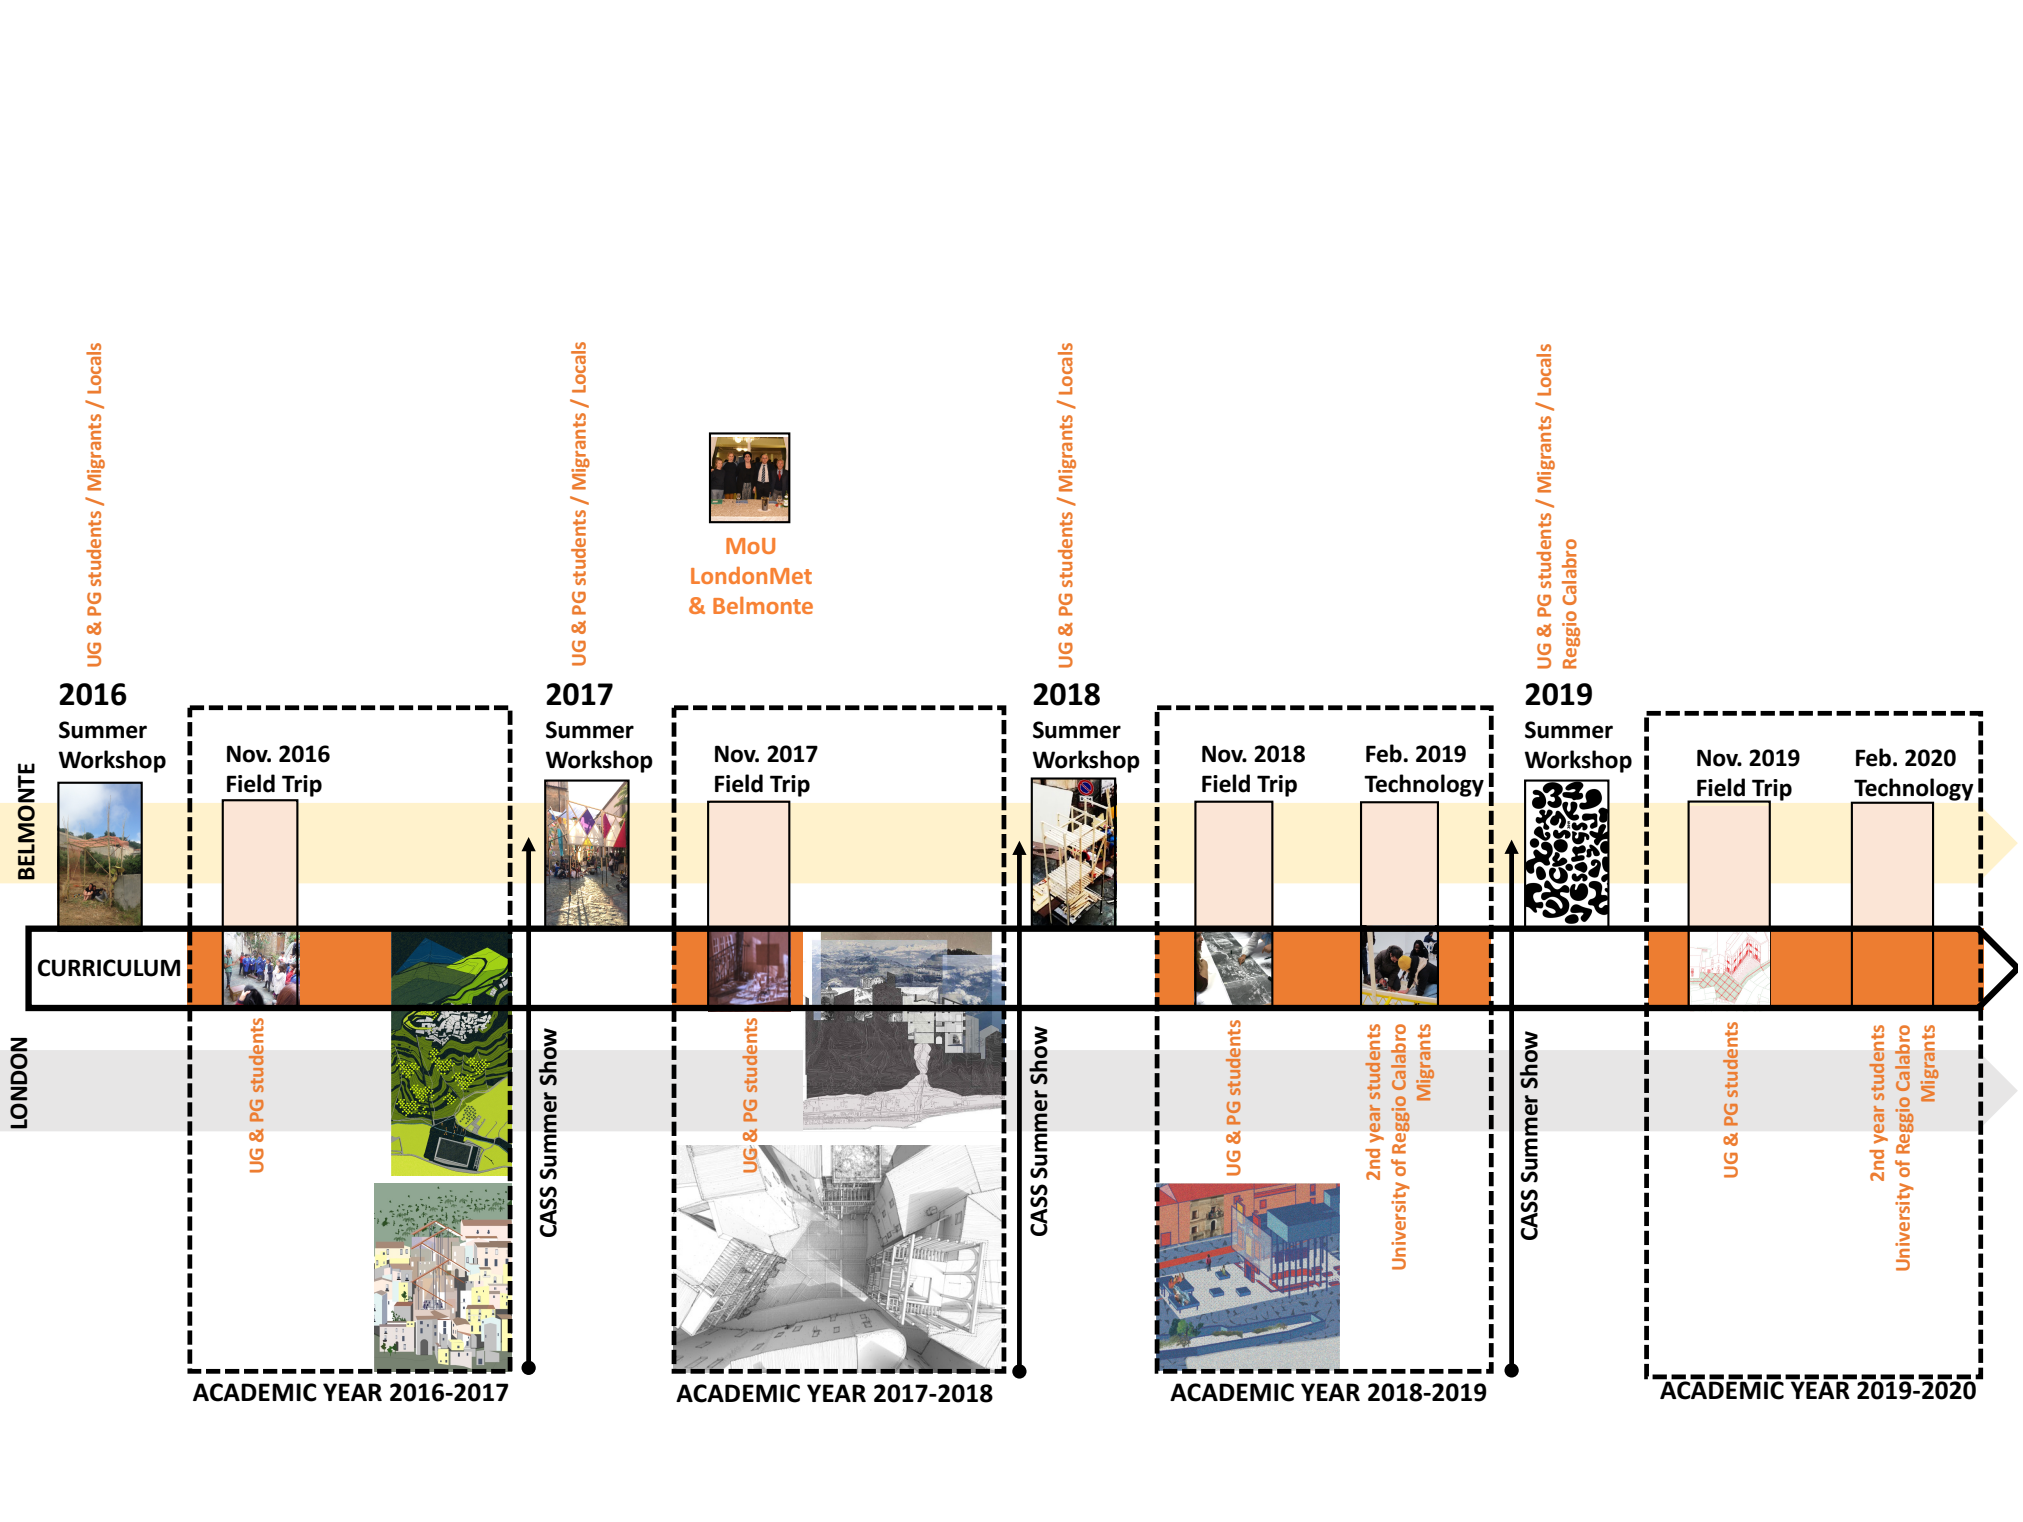 UG & PG students / Migrants / Locals
UG & PG students / Migrants / Locals
UG & PG students / Migrants / Locals
UG & PG students / Migrants / Locals
Reggio Calabro
MoU
LondonMet
& Belmonte
2016
Summer
Workshop
2017
Summer
Workshop
2018
Summer
Workshop
2019
Summer
Workshop
Nov. 2016
Field Trip
Nov. 2017
Field Trip
Nov. 2018
Field Trip
Feb. 2019
Technology
Nov. 2019
Field Trip
Feb. 2020
Technology
BELMONTE
CURRICULUM
LONDON
UG & PG students
CASS Summer Show
UG & PG students
CASS Summer Show
UG & PG students
2nd year students
University of Reggio Calabro
Migrants
CASS Summer Show
UG & PG students
2nd year students
University of Reggio Calabro
Migrants
ACADEMIC YEAR 2016-2017
ACADEMIC YEAR 2017-2018
ACADEMIC YEAR 2018-2019
ACADEMIC YEAR 2019-2020